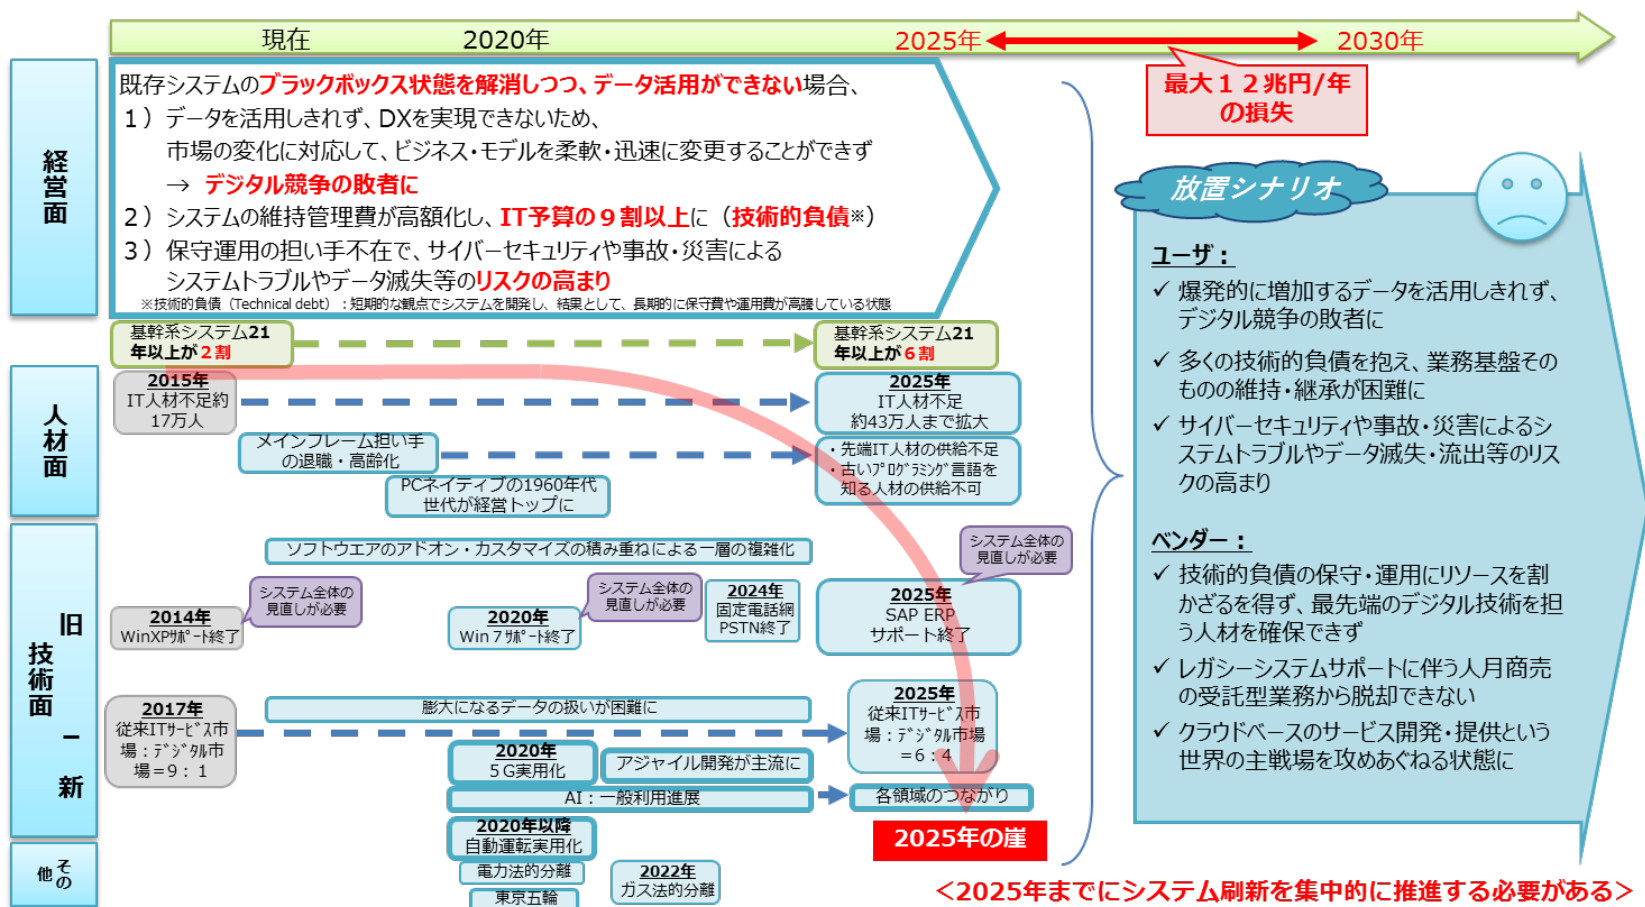 現在
2020年
2025年
2030年
最大12兆円/年
の損失
経営面
既存システムのブラックボックス状態を解消しつつ、データ活用ができない場合、
1）データを活用しきれず、DXを実現できないため、
市場の変化に対応して、ビジネス・モデルを柔軟・迅速に変更することができず
→ デジタル競争の敗者に
2）システムの維持管理費が高額化し、IT予算の９割以上に（技術的負債※）
3）保守運用の担い手不在で、サイバーセキュリティや事故・災害による
システムトラブルやデータ滅失等のリスクの高まり
※技術的負債（Technical debt）：短期的な観点でシステムを開発し、結果として、長期的に保守費や運用費が高騰している状態
基幹系システム21
年以上が２割
基幹系システム21
年以上が６割
人材面
2015年
IT人材不足約
17万人
2025年
IT人材不足
約43万人まで拡大
メインフレーム担い手
の退職・高齢化
・先端IT人材の供給不足
・古いﾌﾟﾛｸﾞﾗﾐﾝｸﾞ言語を
知る人材の供給不可
PCネイティブの1960年代
世代が経営トップに
技術面
旧
ー
新
ソフトウエアのアドオン・カスタマイズの積み重ねによる一層の複雑化
システム全体の
見直しが必要
2014年
WinXPｻﾎﾟｰﾄ終了
システム全体の
見直しが必要
2020年
Win７ｻﾎﾟｰﾄ終了
システム全体の
見直しが必要
2024年
固定電話網
PSTN終了
2025年
SAP ERP
サポート終了
2017年
従来ITｻｰﾋﾞｽ市
場：ﾃﾞｼﾞﾀﾙ市
場＝9：1
膨大になるデータの扱いが困難に
2025年
従来ITｻｰﾋﾞｽ市
場：ﾃﾞｼﾞﾀﾙ市場
＝6：4
2020年
５G実用化
アジャイル開発が主流に
AI：一般利用進展
各領域のつながり
2020年以降
自動運転実用化
2025年の崖
その他
電力法的分離
東京五輪
2022年
ガス法的分離
放置シナリオ
ユーザ：
✓ 爆発的に増加するデータを活用しきれず、
デジタル競争の敗者に
✓ 多くの技術的負債を抱え、業務基盤その
ものの維持・継承が困難に
✓ サイバーセキュリティや事故・災害によるシ
ステムトラブルやデータ滅失・流出等のリス
クの高まり
ベンダー：
✓ 技術的負債の保守・運用にリソースを割
かざるを得ず、最先端のデジタル技術を担
う人材を確保できず
✓ レガシーシステムサポートに伴う人月商売
の受託型業務から脱却できない
✓ クラウドベースのサービス開発・提供という
世界の主戦場を攻めあぐねる状態に
＜2025年までにシステム刷新を集中的に推進する必要がある＞